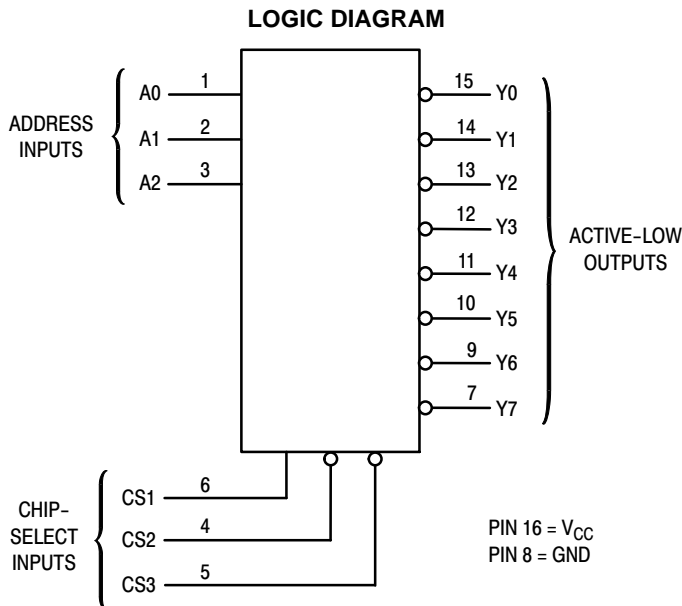 LOGIC DIAGRAM
ADDRESS
INPUTS
A0 1
A1 2
A2 3
15 Y0
14 Y1
13 Y2
12 Y3
11 Y4
10 Y5
9 Y6
7 Y7
ACTIVE-LOW
OUTPUTS
CHIP-
SELECT
INPUTS
CS1 6
CS2 4
CS3 5
PIN 16 = VCC
PIN 8 = GND